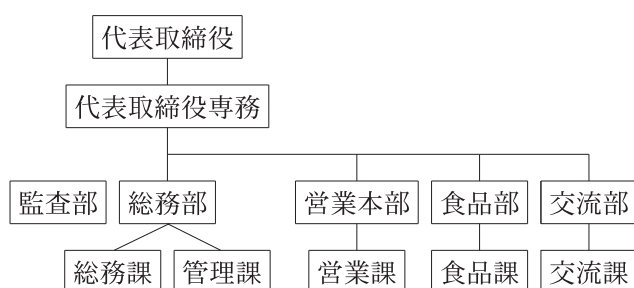 代表取締役
代表取締役専務
監査部 総務部 営業本部 食品部 交流部
総務課 管理課 営業課 食品課 交流課